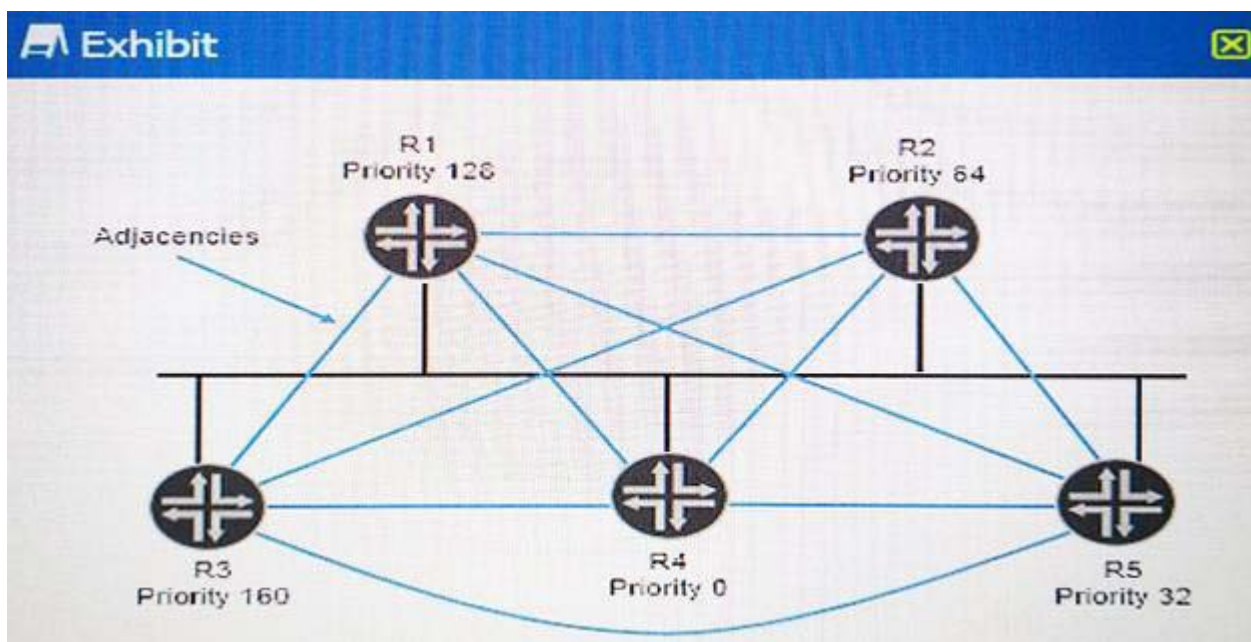 Exhibit
R1
Priority 128
R2
Priority 64
Adjacencies
R3
Priority 160
R4
Priority 0
R5
Priority 32